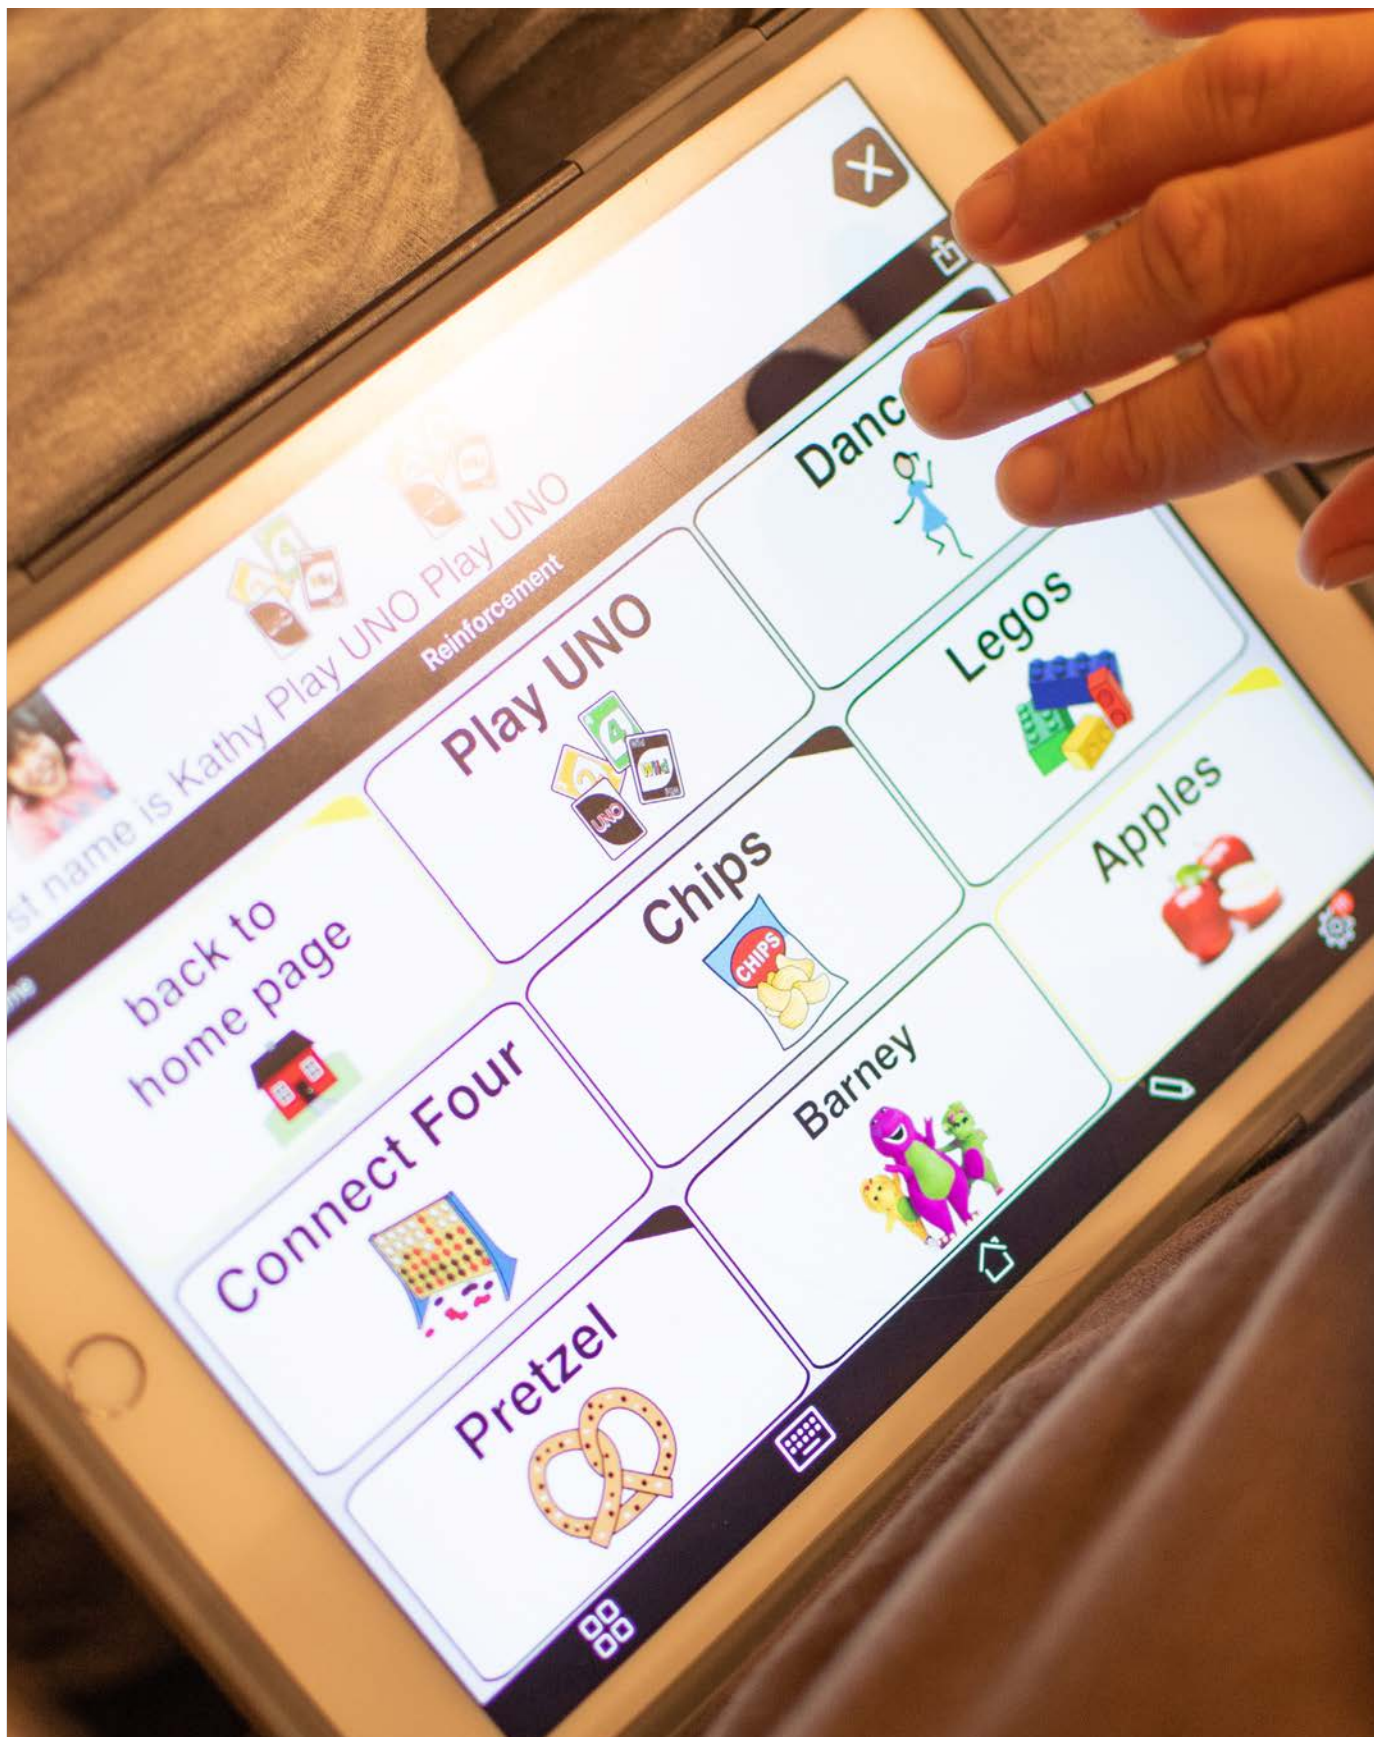 st name is Kathy Play UNO Play UNO
Reinforcement
back to
home page
Play UNO
UNO
Danc
Connect Four
Chips
CHIPS
Legos
Pretzel
Barney
Apples